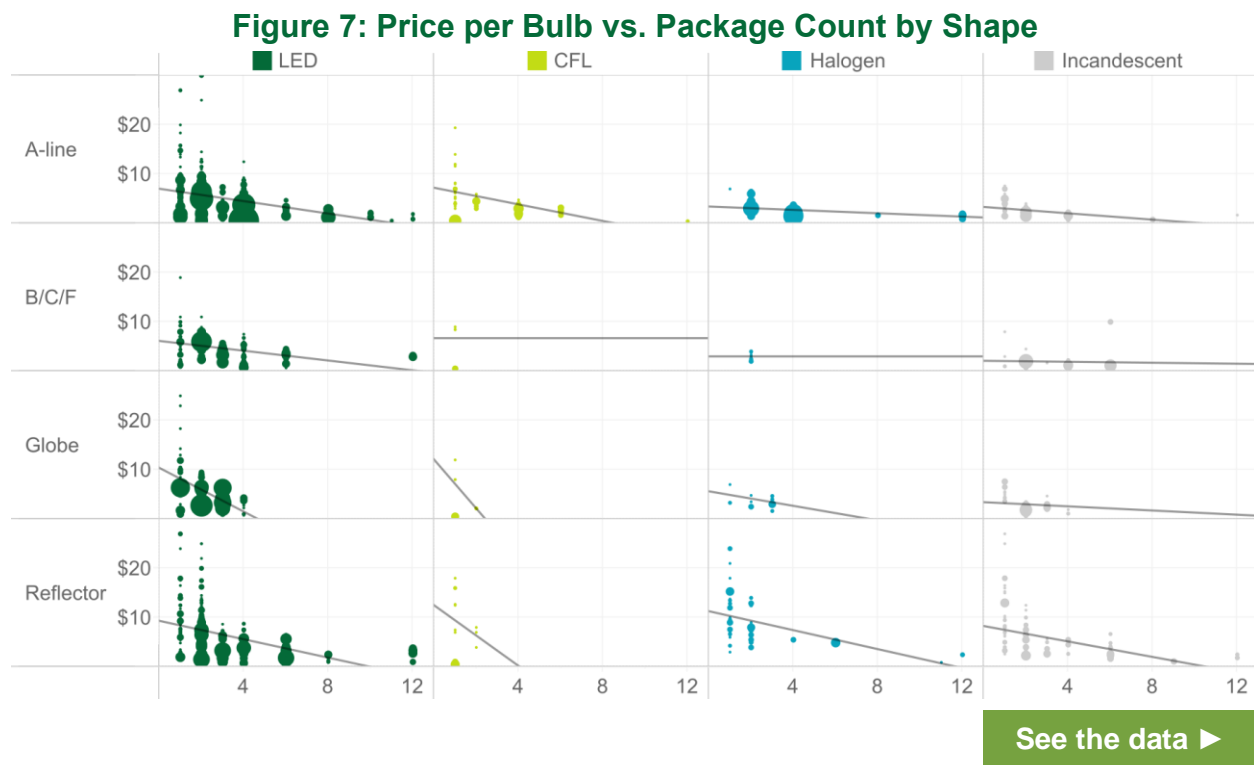 Figure 7: Price per Bulb vs. Package Count by Shape
LED CFL Halogen Incandescent
A-line
$20
$10
B/C/F
$20
$10
Globe
$20
$10
Reflector
$20
$10
4 8 12 4 8 12 4 8 12 4 8 12
See the data ►